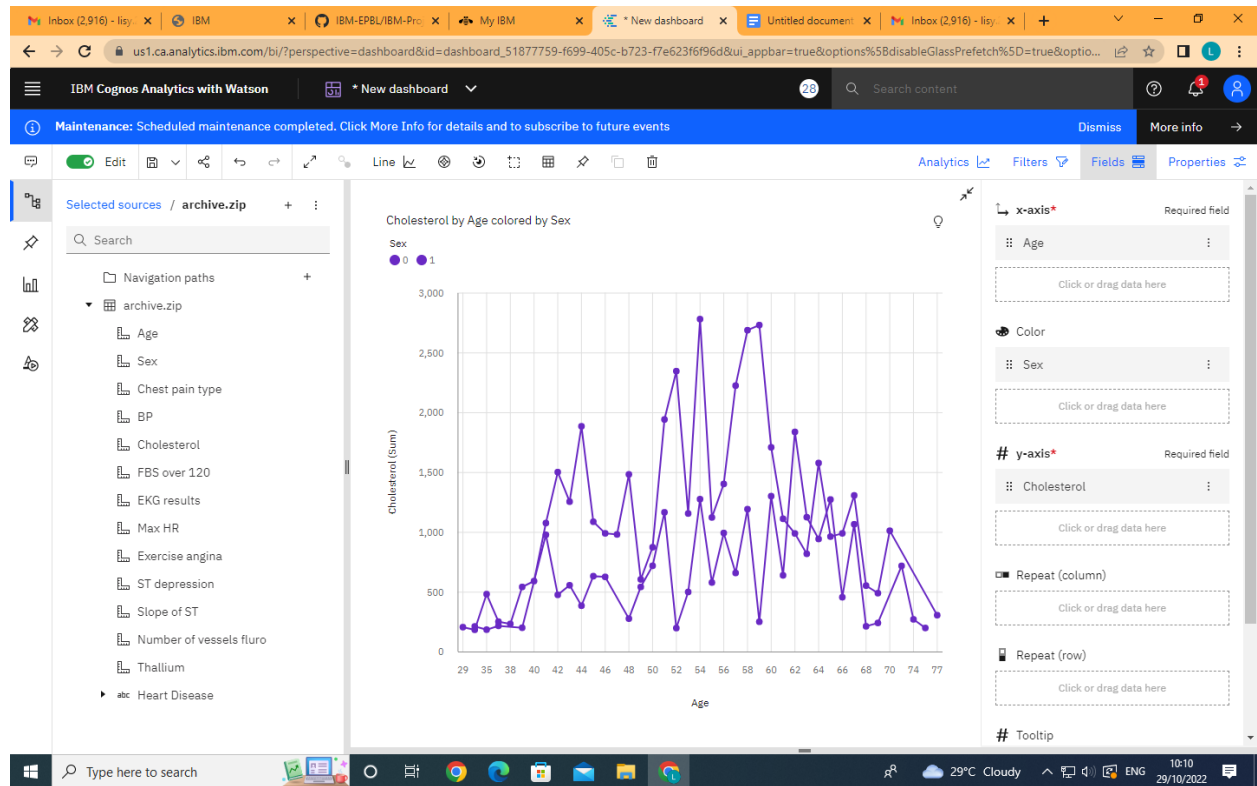 Inbox (2,916) - lisy
IBM
IBM-EPBL/IBM-Proj
My IBM
* New dashboard
Untitled document
Inbox (2,916) - lisy
us1.ca.analytics.ibm.com/bi/?perspective=dashboard&id=dashboard_51877759-f699-405c-b723-f7e623f6f96d&ui_appbar=true&options%5BdisableGlassPrefetch%5D=true&optio...
L
IBM Cognos Analytics with Watson
* New dashboard
28
Search content
1
Maintenance: Scheduled maintenance completed. Click More Info for details and to subscribe to future events
Dismiss
More info
Edit
Line
Analytics
Filters
Fields
Properties
Selected sources / archive.zip
Search
Navigation paths
archive.zip
Age
Sex
Chest pain type
BP
Cholesterol
FBS over 120
EKG results
Max HR
Exercise angina
ST depression
Slope of ST
Number of vessels fluro
Thallium
abc Heart Disease
Cholesterol by Age colored by Sex
Sex
0 1
3,000
2,500
2,000
1,500
1,000
500
0
Cholesterol (Sum)
29 35 38 40 42 44 46 48 50 52 54 56 58 60 62 64 66 68 70 74 77
Age
x-axis*
Required field
Age
Click or drag data here
Color
Sex
Click or drag data here
# y-axis*
Required field
Cholesterol
Click or drag data here
Repeat (column)
Click or drag data here
Repeat (row)
Click or drag data here
# Tooltip
Type here to search
29°C Cloudy
ENG
10:10
29/10/2022